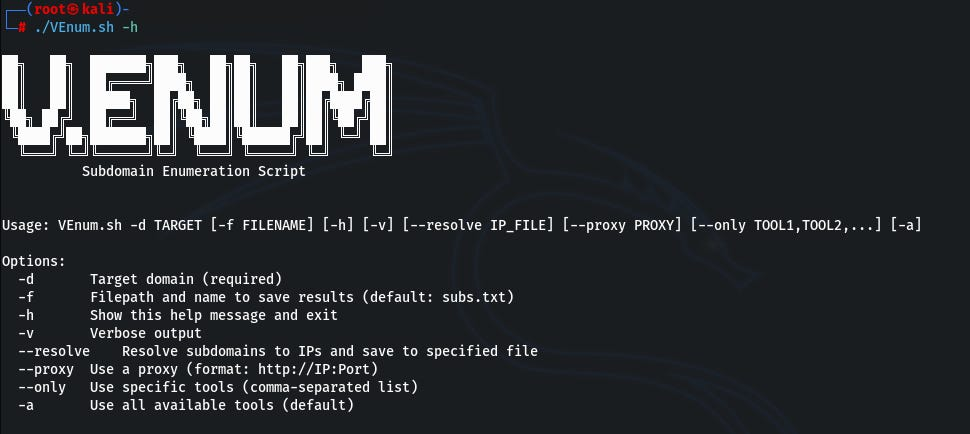 ┌──(root㉿kali)-
└─# ./VEnum.sh -h
V.ENUM
Subdomain Enumeration Script
Usage: VEnum.sh -d TARGET [-f FILENAME] [-h] [-v] [--resolve IP_FILE] [--proxy PROXY] [--only TOOL1,TOOL2,...] [-a]
Options:
-d Target domain (required)
-f Filepath and name to save results (default: subs.txt)
-h Show this help message and exit
-v Verbose output
--resolve Resolve subdomains to IPs and save to specified file
--proxy Use a proxy (format: http://IP:Port)
--only Use specific tools (comma-separated list)
-a Use all available tools (default)